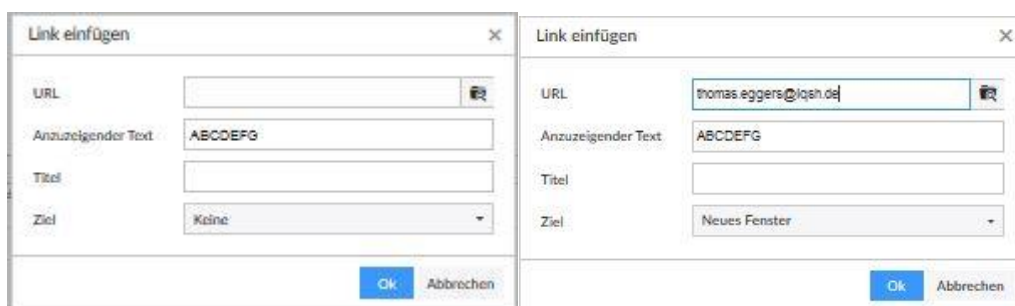 Link einfügen
URL
Anzuzeigender Text ABCDEFG
Titel
Ziel Keine
Ok Abbrechen
Link einfügen
URL thomas.eggers@iqsh.de
Anzuzeigender Text ABCDEFG
Titel
Ziel Neues Fenster
Ok Abbrechen